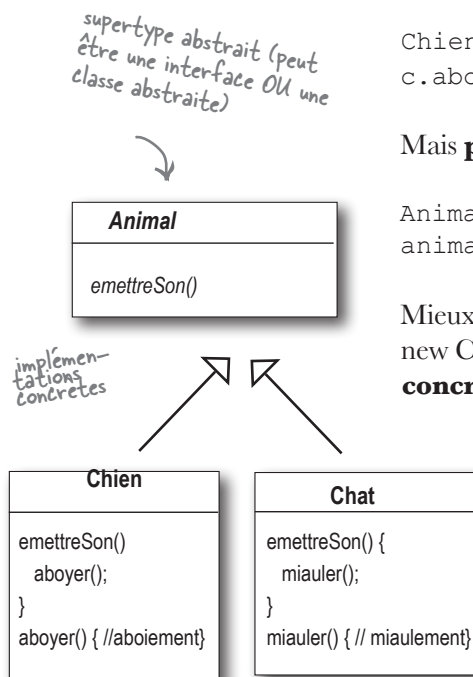 supertype abstrait (peut
être une interface OU une
classe abstraite)
Animal
emettreSon()
implémen-
tations
concrètes
Chien
emettreSon()
aboyer();
}
aboyer() { //aboiement}
Chat
emettreSon() {
miauler();
}
miauler() { // miaulement}
Chien
c.abo
Mais
Anima
anima
Mieux
new C
concr